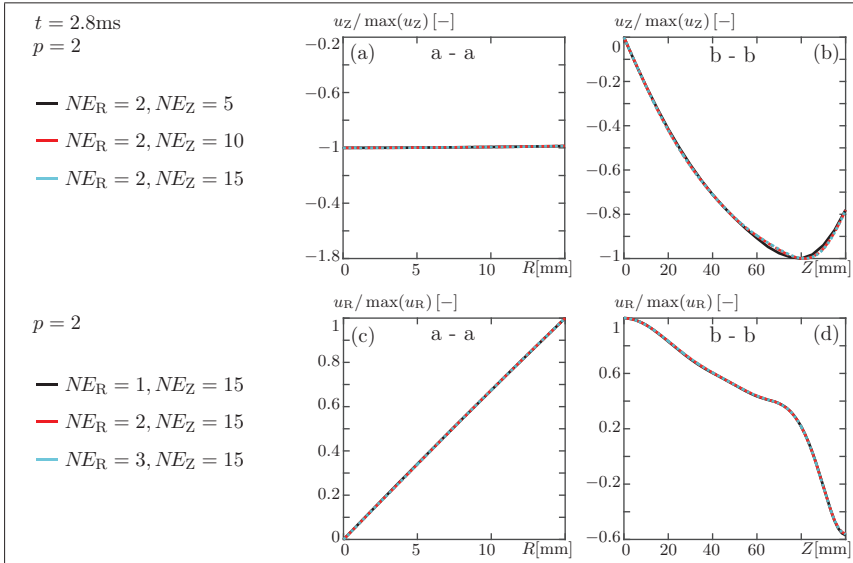 t = 2.8ms
p = 2
NE_R = 2, NE_Z = 5
NE_R = 2, NE_Z = 10
NE_R = 2, NE_Z = 15
u_Z / max(u_Z) [−]
(a) a - a
−0.2
−0.6
−1
−1.4
−1.8
0 5 10 R[mm]
u_Z / max(u_Z) [−]
b - b (b)
0
−0.2
−0.4
−0.6
−0.8
−1
0 20 40 60 Z[mm]
p = 2
NE_R = 1, NE_Z = 15
NE_R = 2, NE_Z = 15
NE_R = 3, NE_Z = 15
u_R / max(u_R) [−]
(c) a - a
1
0.8
0.6
0.4
0.2
0
0 5 10 R[mm]
u_R / max(u_R) [−]
b - b (d)
1
0.6
0.2
−0.2
−0.6
0 20 40 60 Z[mm]